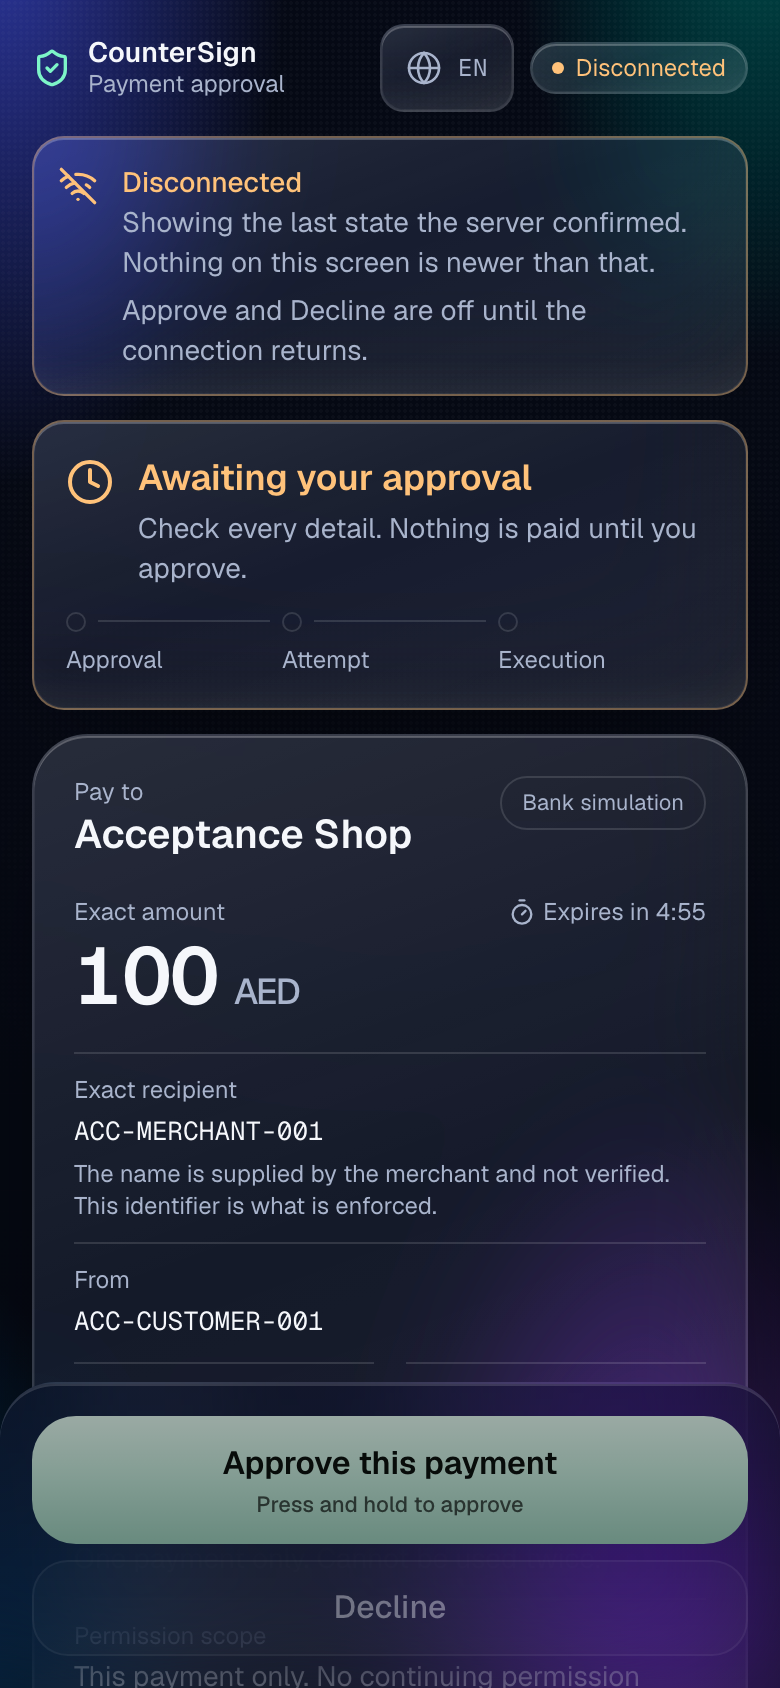 CounterSign
Payment approval
EN
Disconnected
Disconnected
Showing the last state the server confirmed.
Nothing on this screen is newer than that.
Approve and Decline are off until the
connection returns.
Awaiting your approval
Check every detail. Nothing is paid until you
approve.
Approval
Attempt
Execution
Pay to
Bank simulation
Acceptance Shop
Exact amount
Expires in 4:55
100 AED
Exact recipient
ACC-MERCHANT-001
The name is supplied by the merchant and not verified.
This identifier is what is enforced.
From
ACC-CUSTOMER-001
Approve this payment
Press and hold to approve
Decline
Permission scope
This payment only. No continuing permission